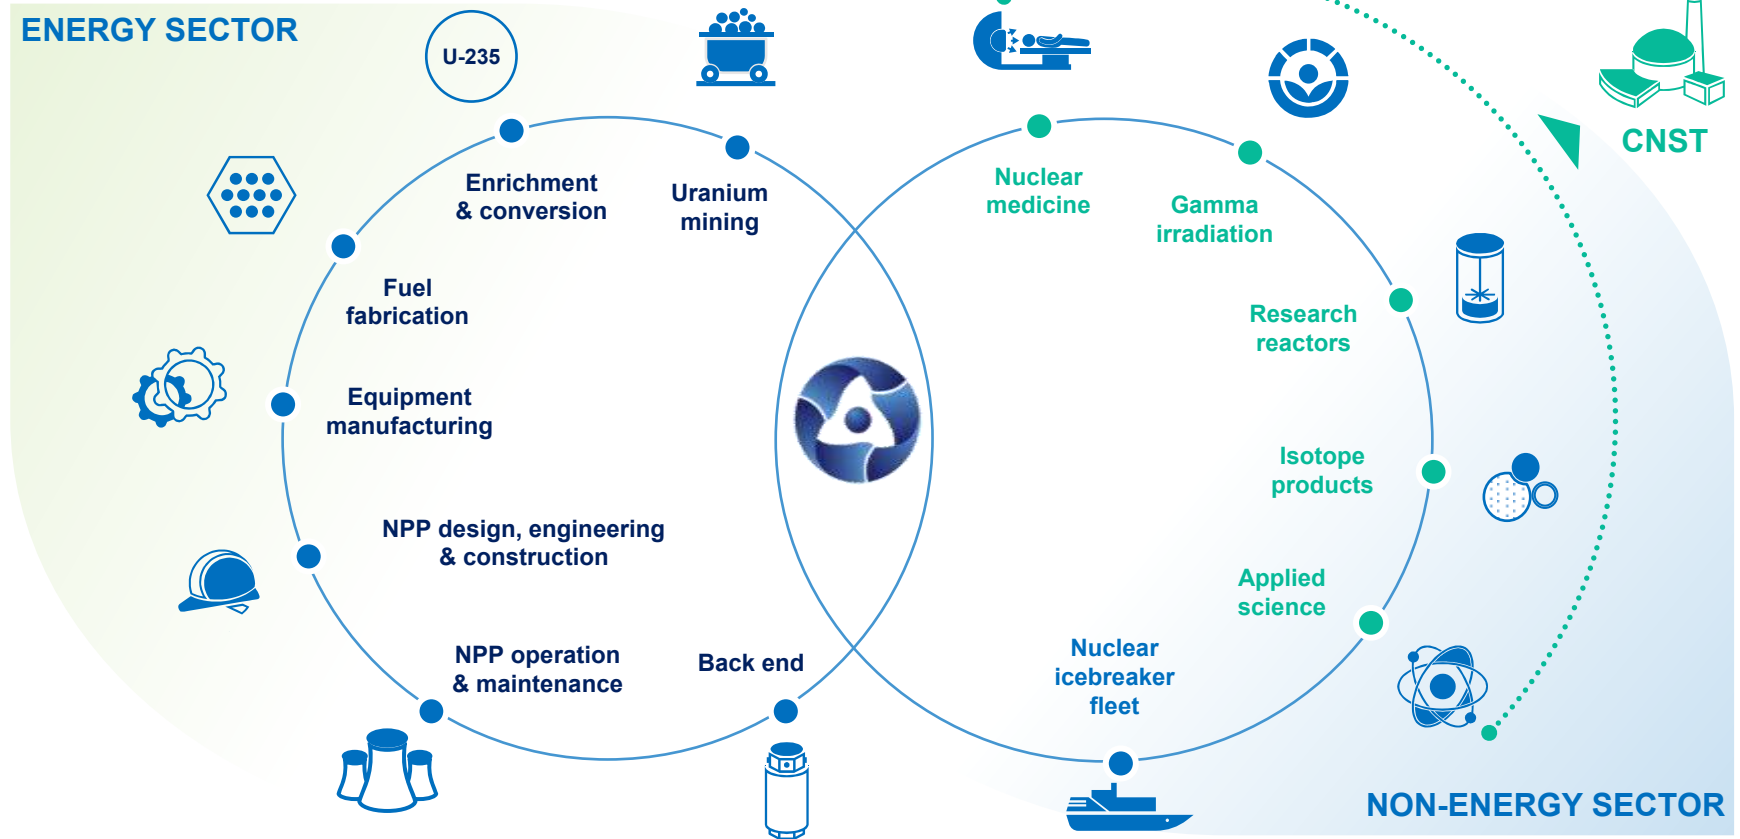 ENERGY SECTOR
U-235
Enrichment
& conversion
Uranium
mining
Fuel
fabrication
Equipment
manufacturing
NPP design, engineering
& construction
NPP operation
& maintenance
Back end
Nuclear
medicine
Gamma
irradiation
Research
reactors
Isotope
products
Applied
science
Nuclear
icebreaker
fleet
CNST
NON-ENERGY SECTOR